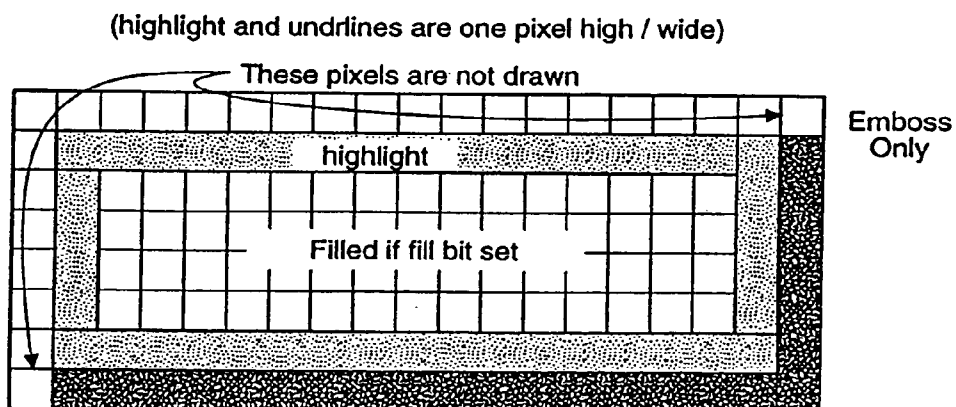 (highlight and undrlines are one pixel high / wide)
These pixels are not drawn
Emboss
Only
highlight
Filled if fill bit set